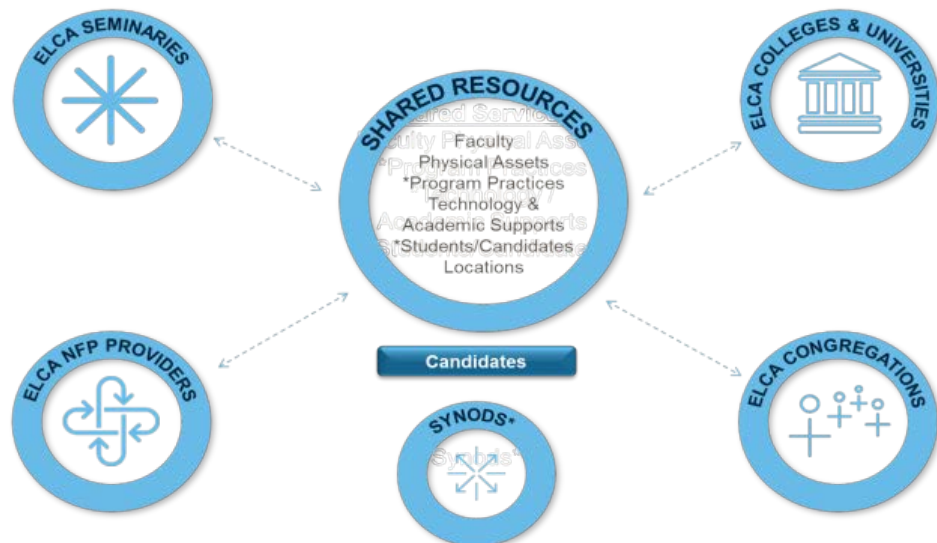 ELCA SEMINARIES
ELCA COLLEGES & UNIVERSITIES
SHARED RESOURCES
Faculty
Physical Assets
*Program Practices
Technology &
Academic Supports
*Students/Candidates
Locations
ELCA NFP PROVIDERS
Candidates
ELCA CONGREGATIONS
SYNODS*
Synods*